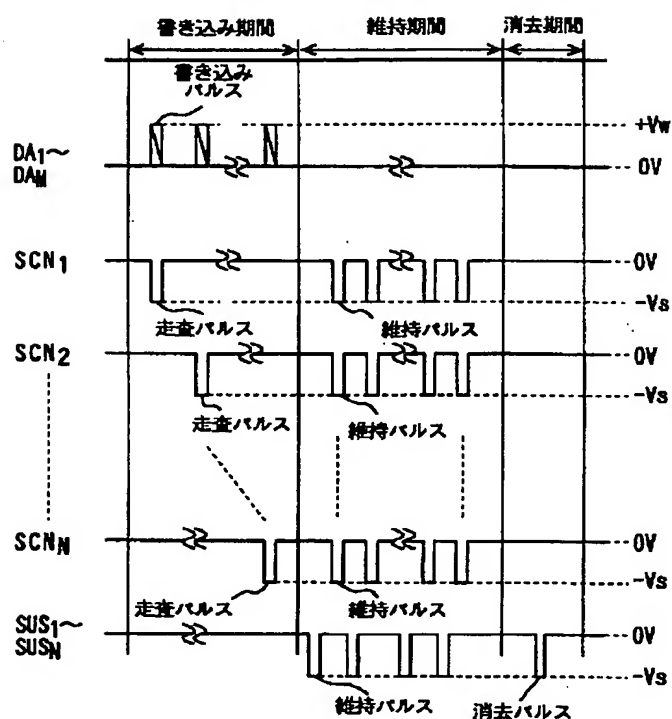 書き込み期間 維持期間 消去期間
書き込み
パルス
+Vw
DA1~
DAM
0V
SCN1
0V
-Vs
走査パルス 維持パルス
SCN2
0V
-Vs
走査パルス 維持パルス
SCNN
0V
-Vs
走査パルス 維持パルス
SUS1~
SUSN
0V
-Vs
維持パルス 消去パルス